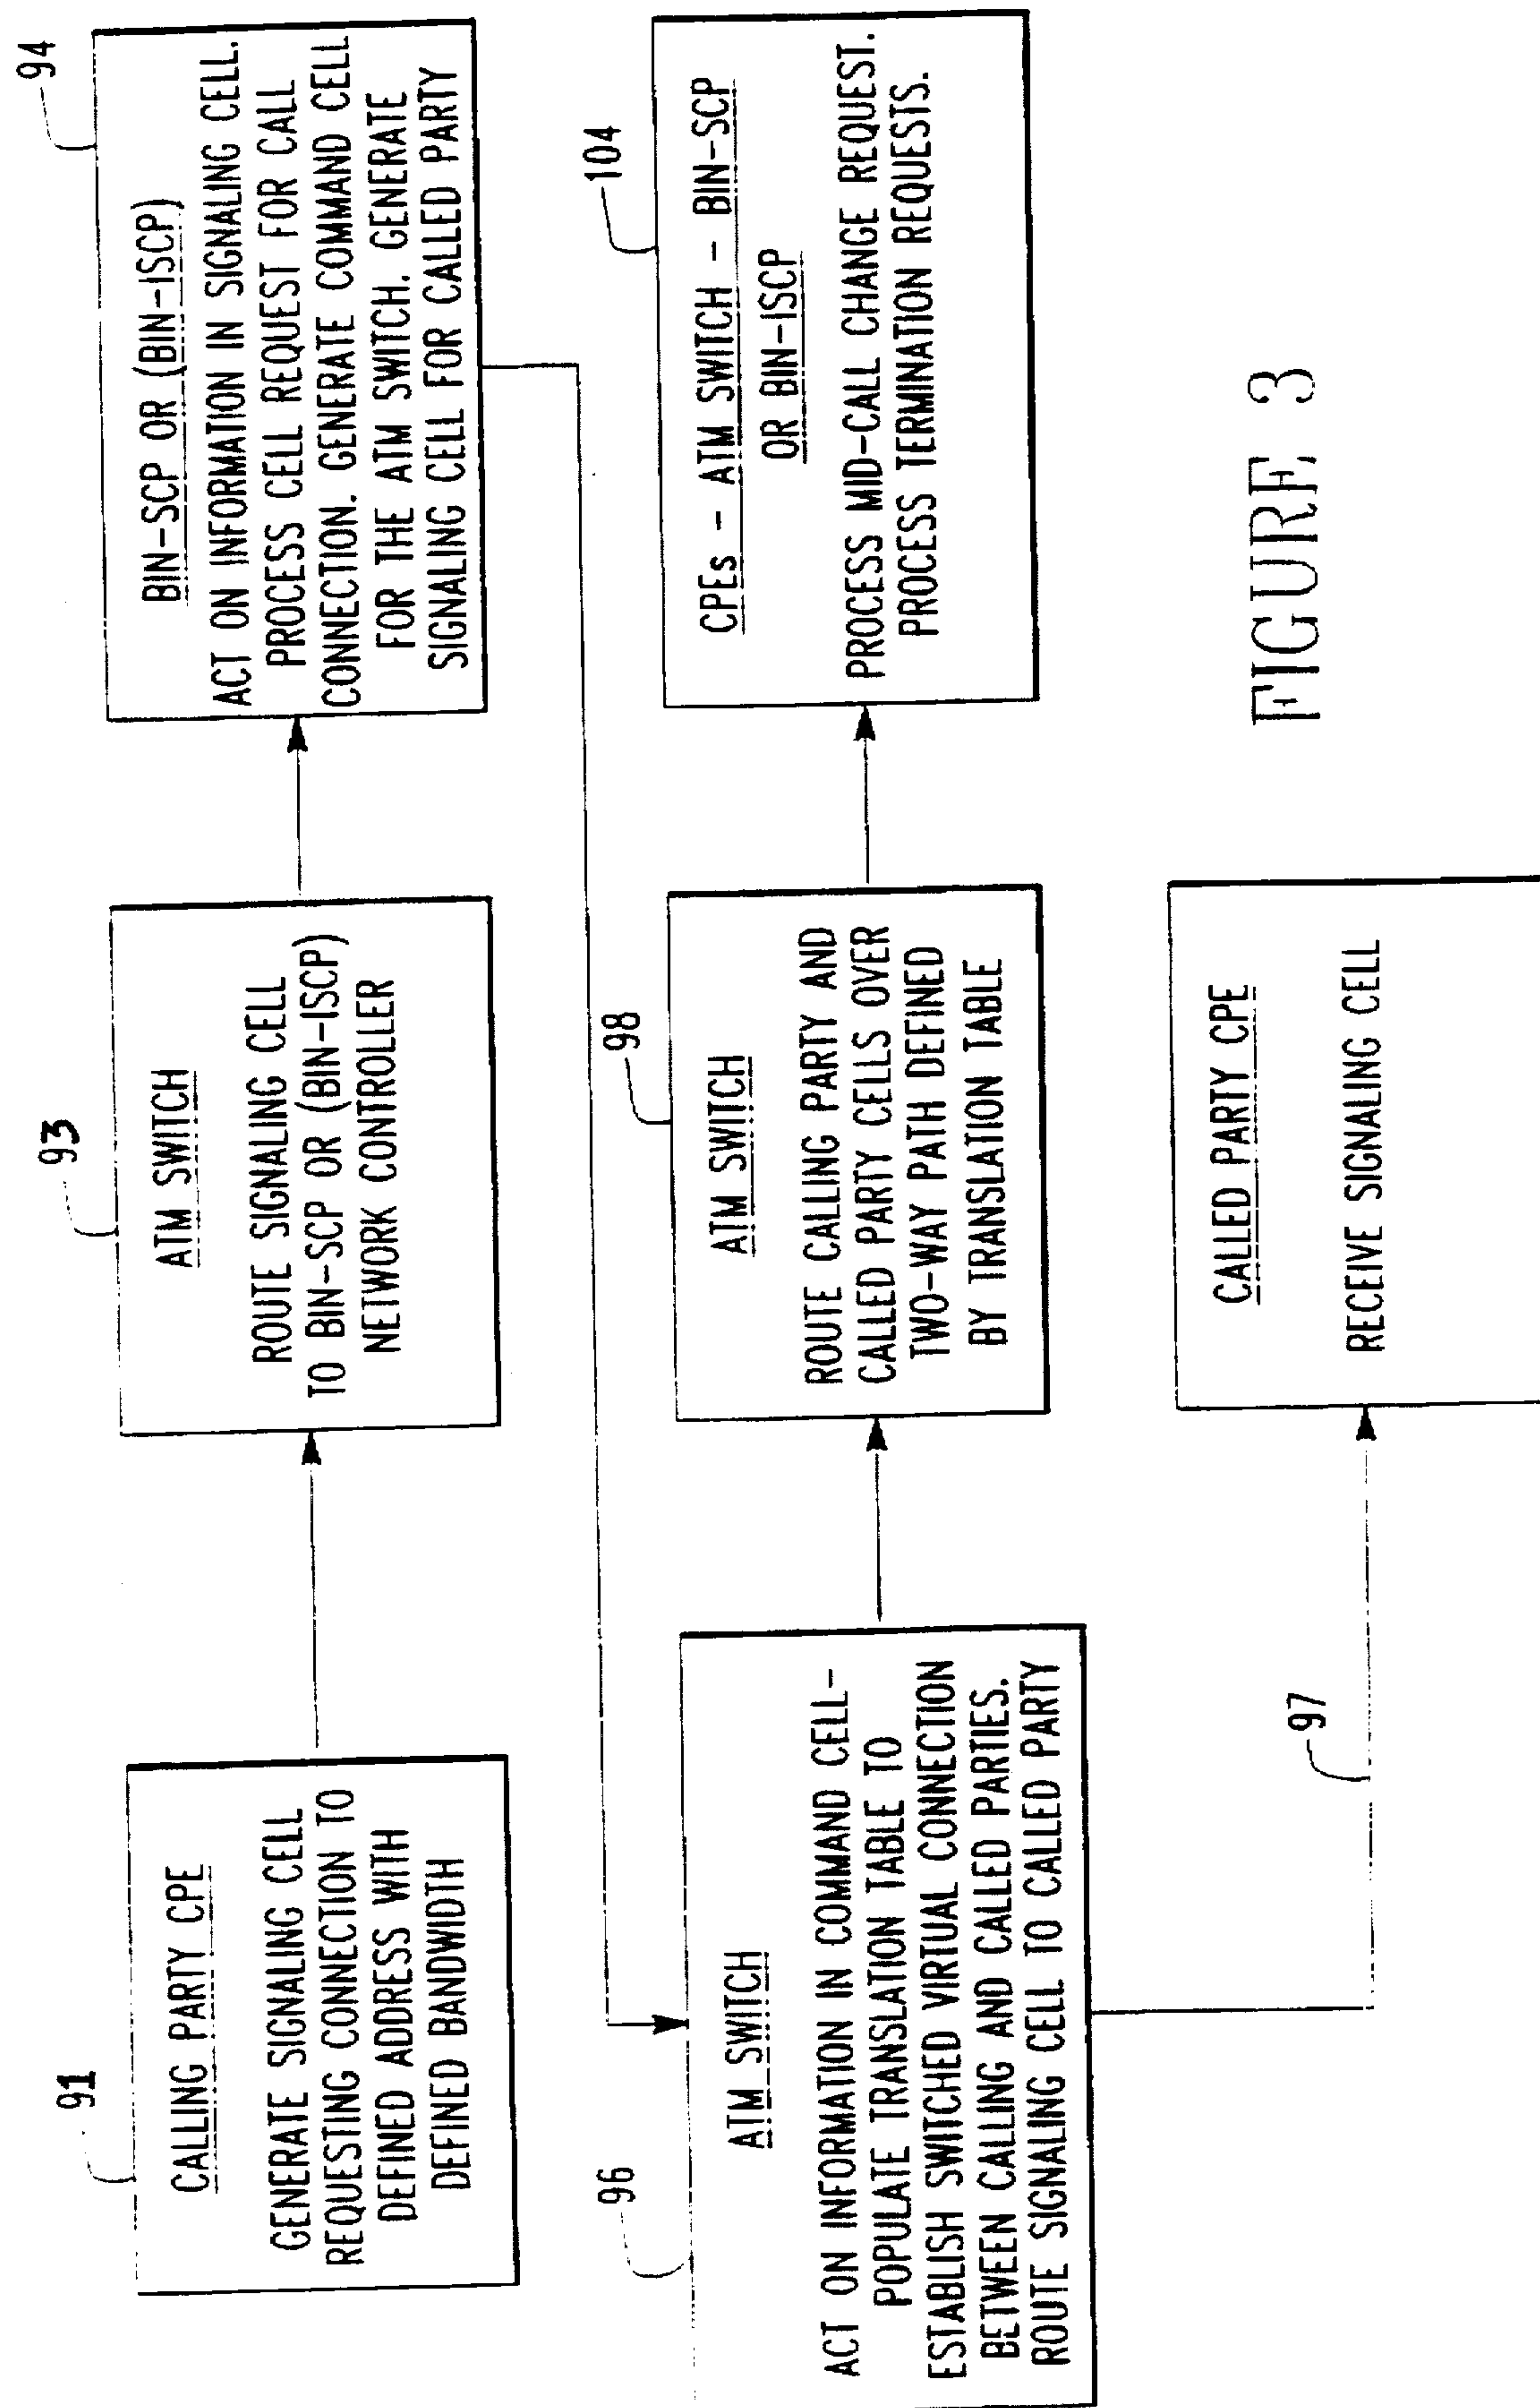 91
CALLING PARTY CPE
GENERATE SIGNALING CELL
REQUESTING CONNECTION TO
DEFINED ADDRESS WITH
DEFINED BANDWIDTH
93
ATM SWITCH
ROUTE SIGNALING CELL
TO BIN-SCP OR (BIN-ISCP)
NETWORK CONTROLLER
94
BIN-SCP OR (BIN-ISCP)
ACT ON INFORMATION IN SIGNALING CELL.
PROCESS CELL REQUEST FOR CALL
CONNECTION. GENERATE COMMAND CELL
FOR THE ATM SWITCH. GENERATE
SIGNALING CELL FOR CALLED PARTY
96
ATM SWITCH
ACT ON INFORMATION IN COMMAND CELL-
POPULATE TRANSLATION TABLE TO
ESTABLISH SWITCHED VIRTUAL CONNECTION
BETWEEN CALLING AND CALLED PARTIES.
ROUTE SIGNALING CELL TO CALLED PARTY
98
ATM SWITCH
ROUTE CALLING PARTY AND
CALLED PARTY CELLS OVER
TWO-WAY PATH DEFINED
BY TRANSLATION TABLE
104
CPEs - ATM SWITCH - BIN-SCP
OR BIN-ISCP
PROCESS MID-CALL CHANGE REQUEST.
PROCESS TERMINATION REQUESTS.
97
CALLED PARTY CPE
RECEIVE SIGNALING CELL
FIGURE 3